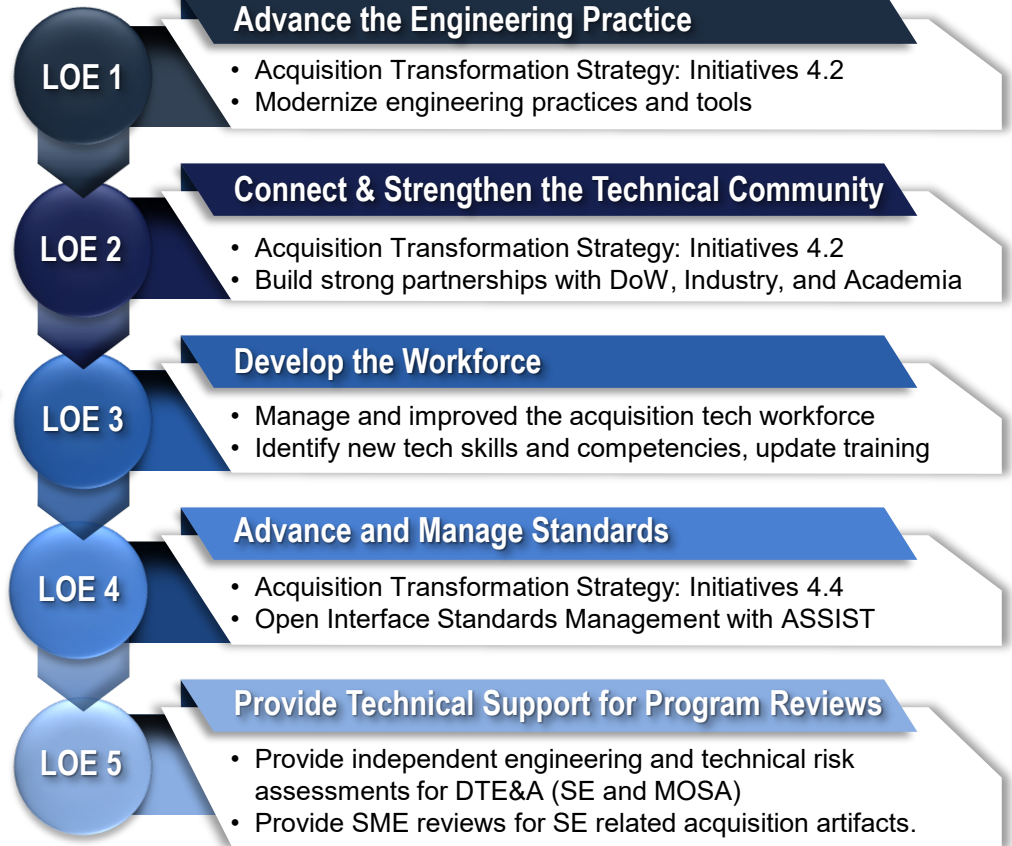 LOE 1
Advance the Engineering Practice
• Acquisition Transformation Strategy: Initiatives 4.2
• Modernize engineering practices and tools
LOE 2
Connect & Strengthen the Technical Community
• Acquisition Transformation Strategy: Initiatives 4.2
• Build strong partnerships with DoW, Industry, and Academia
LOE 3
Develop the Workforce
• Manage and improved the acquisition tech workforce
• Identify new tech skills and competencies, update training
LOE 4
Advance and Manage Standards
• Acquisition Transformation Strategy: Initiatives 4.4
• Open Interface Standards Management with ASSIST
LOE 5
Provide Technical Support for Program Reviews
• Provide independent engineering and technical risk
assessments for DTE&A (SE and MOSA)
• Provide SME reviews for SE related acquisition artifacts.